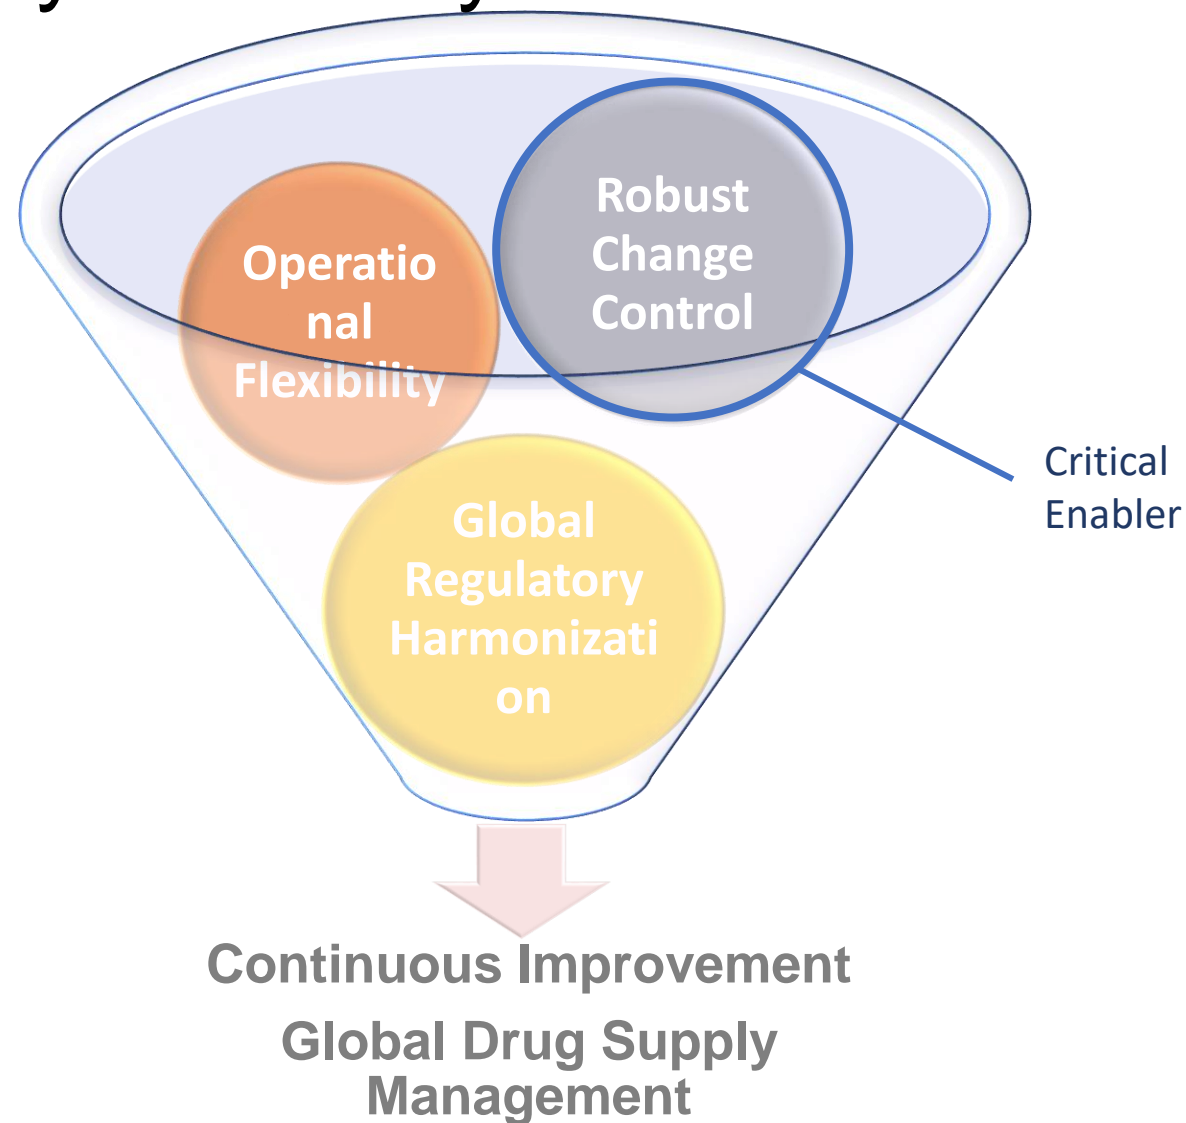 Robust
Change
Control
Operatio
nal
Flexibility
Global
Regulatory
Harmonizati
on
Critical
Enabler
Continuous Improvement
Global Drug Supply
Management